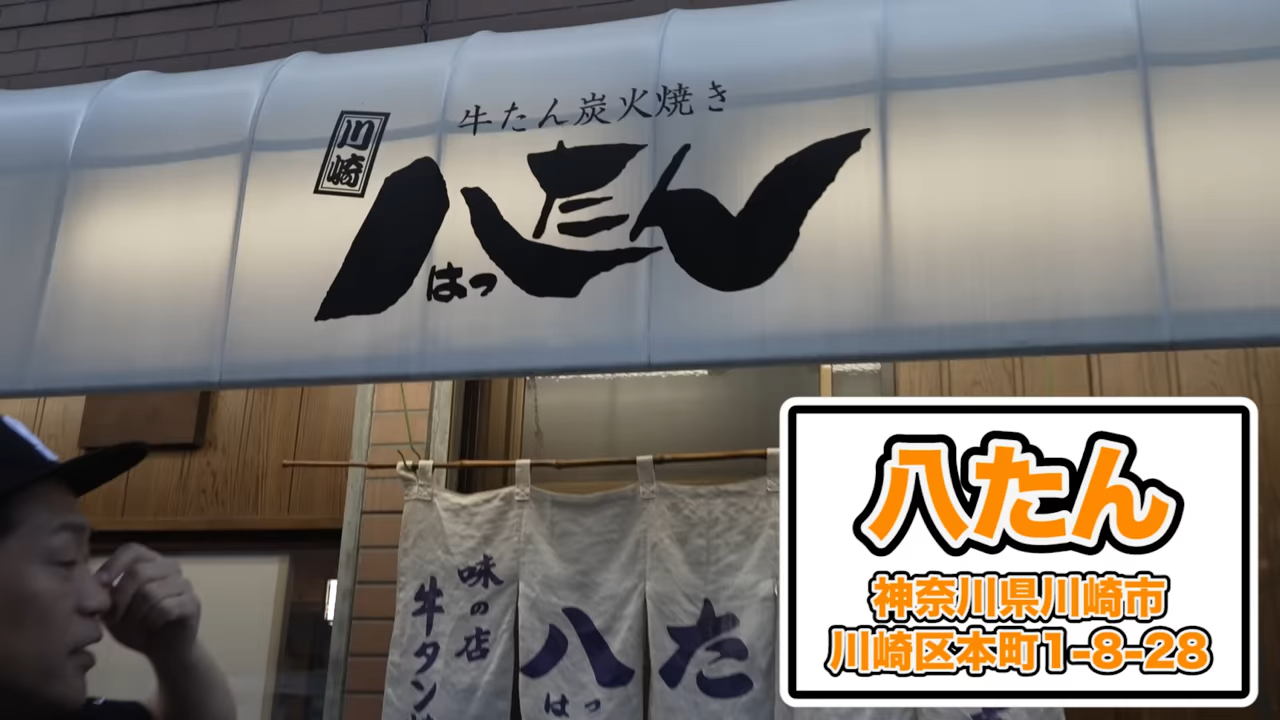 牛たん炭火焼き
川崎
八たん
はっ
味の店
牛タン
八た
はっ
八たん
神奈川県川崎市
川崎区本町1-8-28